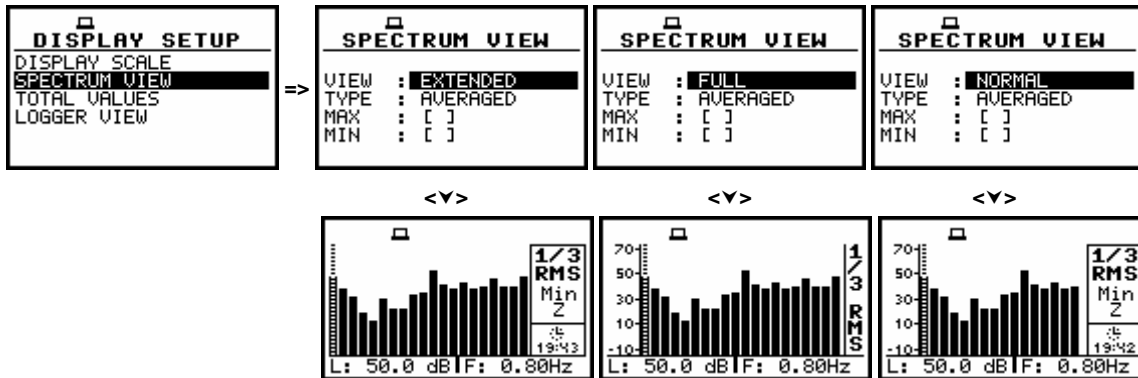 DISPLAY SETUP
DISPLAY SCALE
SPECTRUM VIEW
TOTAL VALUES
LOGGER VIEW
=>
SPECTRUM VIEW
VIEW : EXTENDED
TYPE : AVERAGED
MAX : [ ]
MIN : [ ]
SPECTRUM VIEW
VIEW : FULL
TYPE : AVERAGED
MAX : [ ]
MIN : [ ]
SPECTRUM VIEW
VIEW : NORMAL
TYPE : AVERAGED
MAX : [ ]
MIN : [ ]
<⮟>
<⮟>
<⮟>
1/3
RMS
Min
Z
19:43
L: 50.0 dB F: 0.80Hz
70
50
30
10
-10
1/3 RMS
L: 50.0 dB F: 0.80Hz
70
50
30
10
-10
1/3
RMS
Min
Z
19:42
L: 50.0 dB F: 0.80Hz